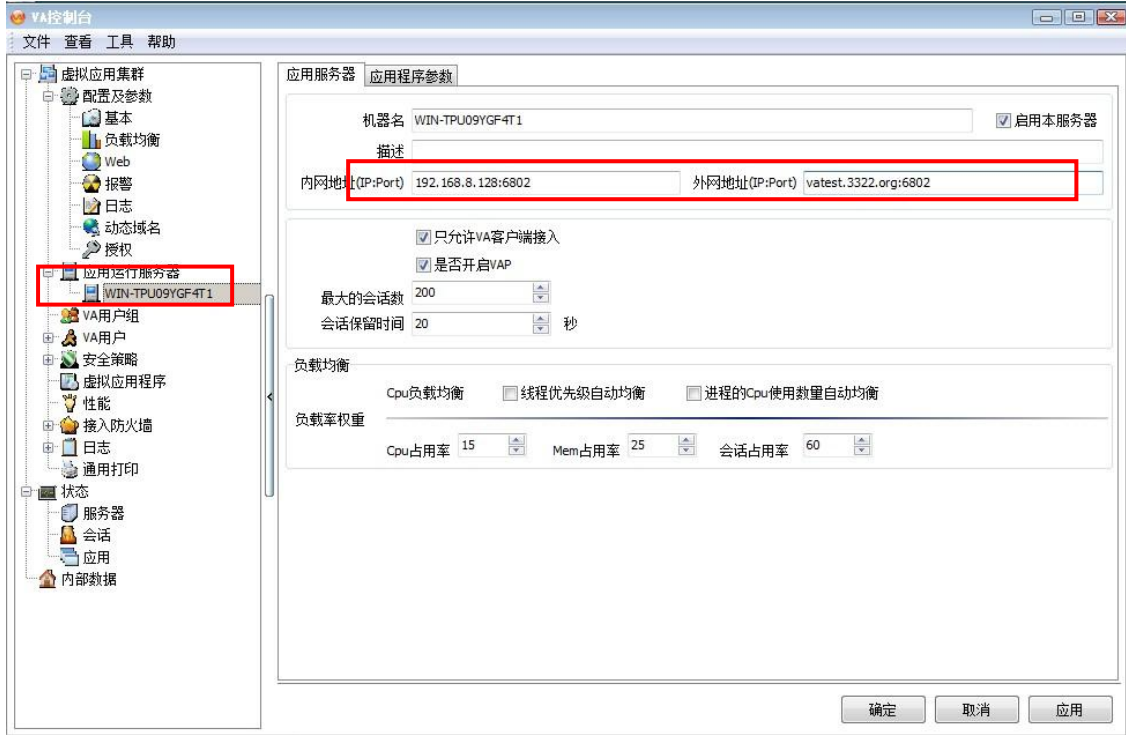 VA控制台
文件 查看 工具 帮助
虚拟应用集群
配置及参数
基本
负载均衡
Web
报警
日志
动态域名
授权
应用运行服务器
WIN-TPU09YGF4T1
VA用户组
VA用户
安全策略
虚拟应用程序
性能
接入防火墙
日志
通用打印
状态
服务器
会话
应用
内部数据
应用服务器 应用程序参数
机器名 WIN-TPU09YGF4T1 启用本服务器
描述
内网地址(IP:Port) 192.168.8.128:6802 外网地址(IP:Port) vatest.3322.org:6802
只允许VA客户端接入
是否开启VAP
最大的会话数 200
会话保留时间 20 秒
负载均衡
Cpu负载均衡 线程优先级自动均衡 进程的Cpu使用数量自动均衡
负载率权重
Cpu占用率 15 Mem占用率 25 会话占用率 60
确定 取消 应用